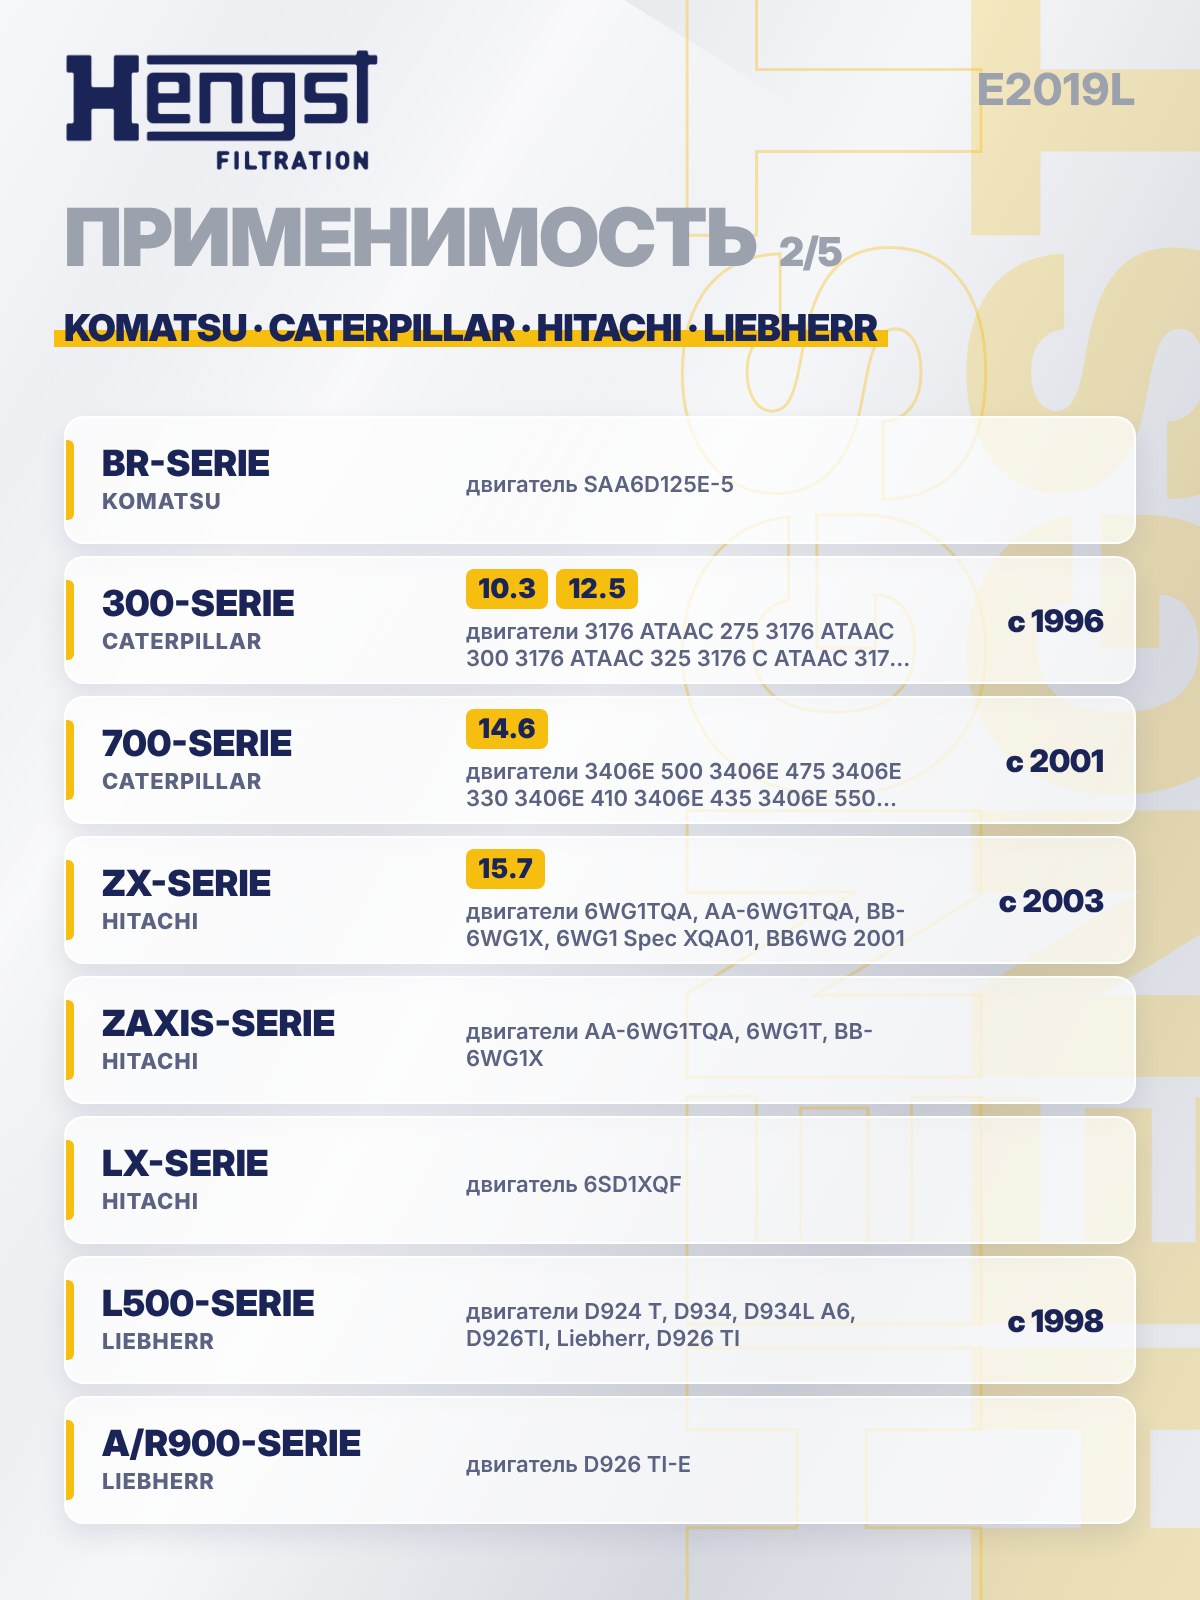 Hengst
FILTRATION
E2019L
ПРИМЕНИМОСТЬ 2/5
KOMATSU · CATERPILLAR · HITACHI · LIEBHERR
BR-SERIE
KOMATSU
двигатель SAA6D125E-5
300-SERIE
CATERPILLAR
10.3 12.5
двигатели 3176 ATAAC 275 3176 ATAAC
300 3176 ATAAC 325 3176 C ATAAC 317...
с 1996
700-SERIE
CATERPILLAR
14.6
двигатели 3406E 500 3406E 475 3406E
330 3406E 410 3406E 435 3406E 550...
с 2001
ZX-SERIE
HITACHI
15.7
двигатели 6WG1TQA, AA-6WG1TQA, BB-
6WG1X, 6WG1 Spec XQA01, BB6WG 2001
с 2003
ZAXIS-SERIE
HITACHI
двигатели AA-6WG1TQA, 6WG1T, BB-
6WG1X
LX-SERIE
HITACHI
двигатель 6SD1XQF
L500-SERIE
LIEBHERR
двигатели D924 T, D934, D934L A6,
D926TI, Liebherr, D926 TI
с 1998
A/R900-SERIE
LIEBHERR
двигатель D926 TI-E
HENGST
HENGST